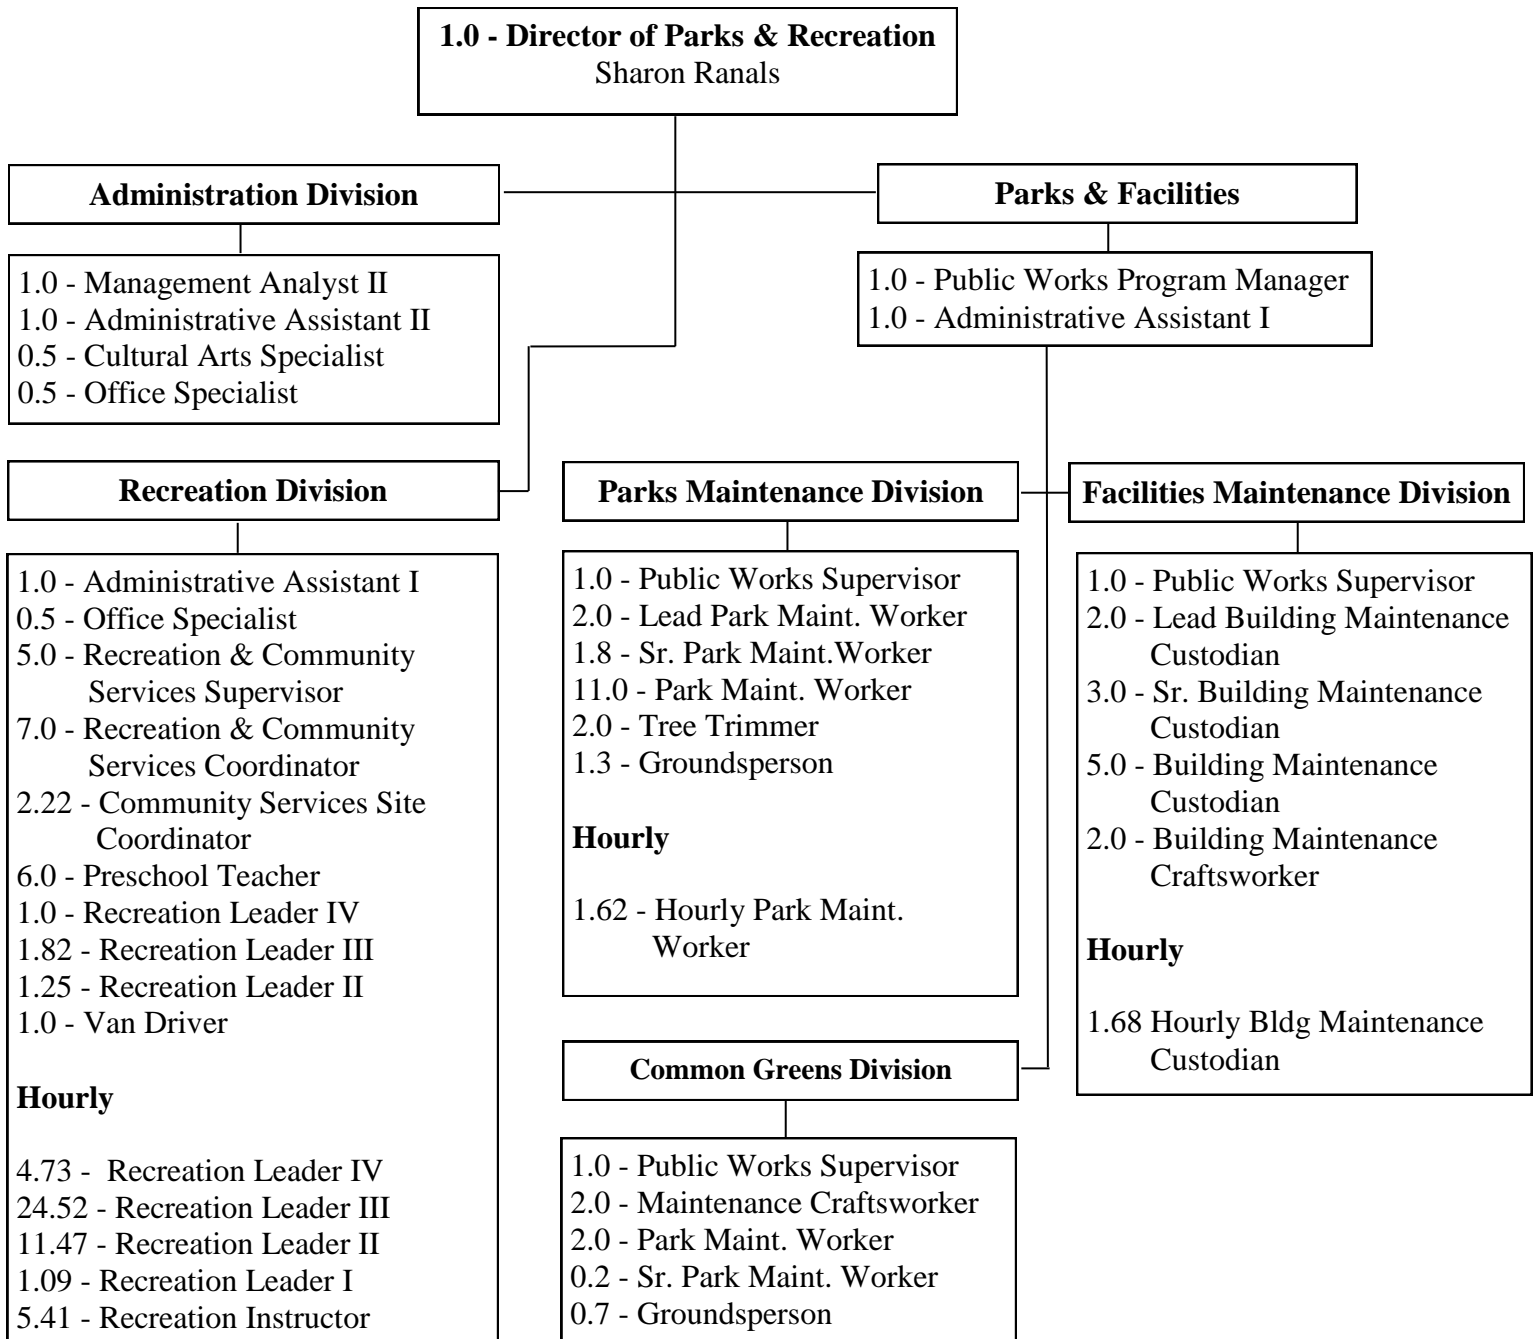 1.0 - Director of Parks & Recreation
Sharon Ranals
Administration Division
1.0 - Management Analyst II
1.0 - Administrative Assistant II
0.5 - Cultural Arts Specialist
0.5 - Office Specialist
Parks & Facilities
1.0 - Public Works Program Manager
1.0 - Administrative Assistant I
Recreation Division
1.0 - Administrative Assistant I
0.5 - Office Specialist
5.0 - Recreation & Community
Services Supervisor
7.0 - Recreation & Community
Services Coordinator
2.22 - Community Services Site
Coordinator
6.0 - Preschool Teacher
1.0 - Recreation Leader IV
1.82 - Recreation Leader III
1.25 - Recreation Leader II
1.0 - Van Driver
Hourly
4.73 - Recreation Leader IV
24.52 - Recreation Leader III
11.47 - Recreation Leader II
1.09 - Recreation Leader I
5.41 - Recreation Instructor
Parks Maintenance Division
1.0 - Public Works Supervisor
2.0 - Lead Park Maint. Worker
1.8 - Sr. Park Maint.Worker
11.0 - Park Maint. Worker
2.0 - Tree Trimmer
1.3 - Groundsperson
Hourly
1.62 - Hourly Park Maint.
Worker
Common Greens Division
1.0 - Public Works Supervisor
2.0 - Maintenance Craftsworker
2.0 - Park Maint. Worker
0.2 - Sr. Park Maint. Worker
0.7 - Groundsperson
Facilities Maintenance Division
1.0 - Public Works Supervisor
2.0 - Lead Building Maintenance
Custodian
3.0 - Sr. Building Maintenance
Custodian
5.0 - Building Maintenance
Custodian
2.0 - Building Maintenance
Craftsworker
Hourly
1.68 Hourly Bldg Maintenance
Custodian